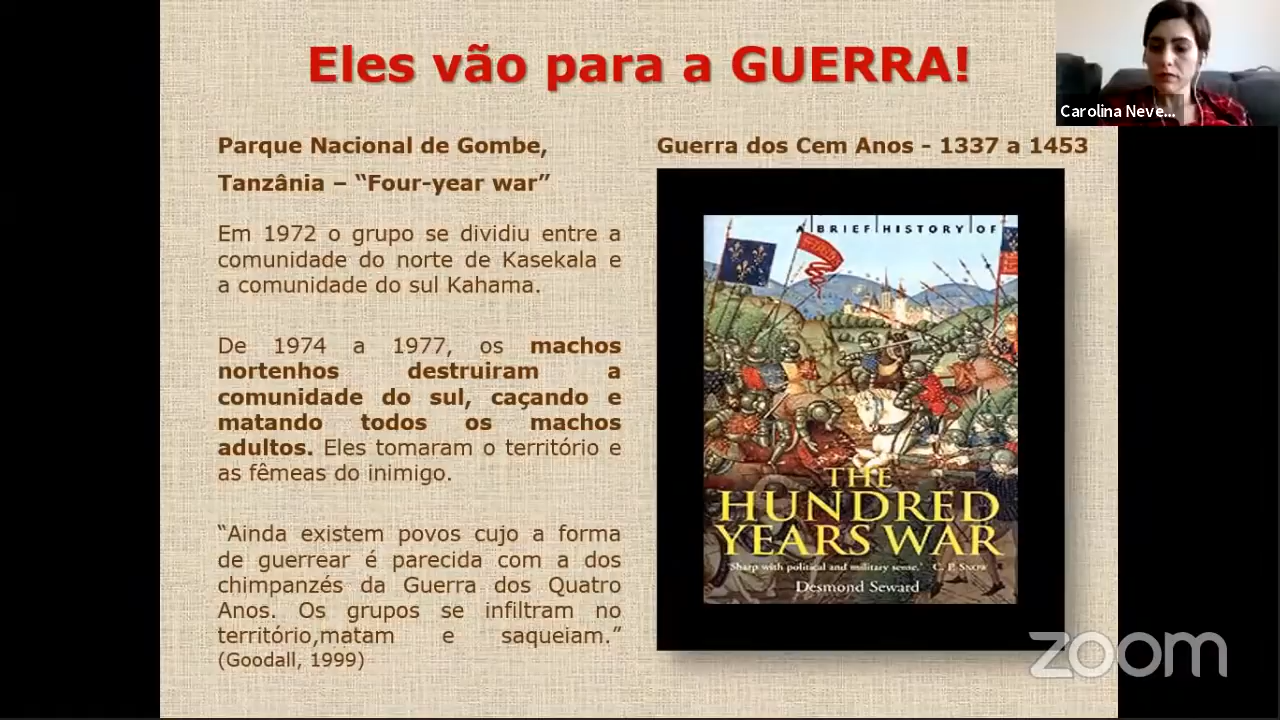 Eles vão para a GUERRA!
Carolina Neve...
Parque Nacional de Gombe,
Tanzânia – “Four-year war”
Em 1972 o grupo se dividiu entre a
comunidade do norte de Kasekala e
a comunidade do sul Kahama.
De 1974 a 1977, os machos
nortenhos destruiram a
comunidade do sul, caçando e
matando todos os machos
adultos. Eles tomaram o território e
as fêmeas do inimigo.
“Ainda existem povos cujo a forma
de guerrear é parecida com a dos
chimpanzés da Guerra dos Quatro
Anos. Os grupos se infiltram no
território,matam e saqueiam.”
(Goodall, 1999)
Guerra dos Cem Anos - 1337 a 1453
A BRIEF HISTORY OF
THE
HUNDRED
YEARS WAR
'Sharp with political and military sense.' C. P. SNOW
Desmond Seward
zoom